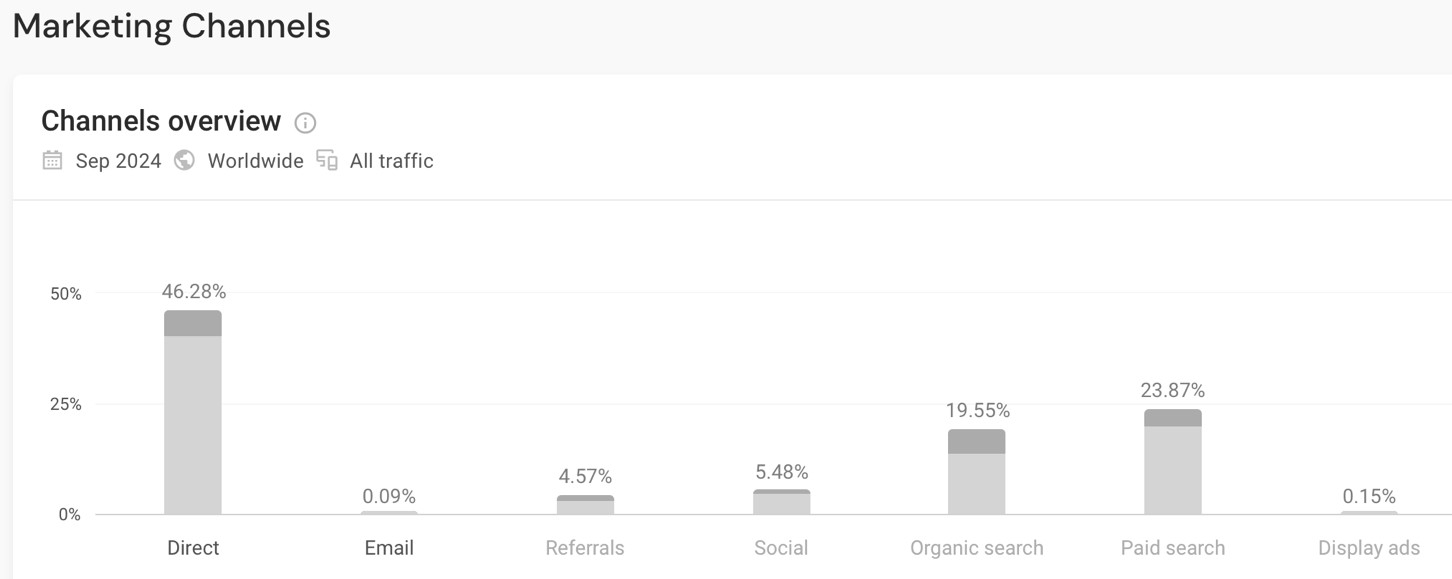 Marketing Channels
Channels overview
Sep 2024 Worldwide All traffic
50%
46.28%
23.87%
25%
19.55%
5.48%
4.57%
0.09%
0.15%
0%
Direct Email Referrals Social Organic search Paid search Display ads